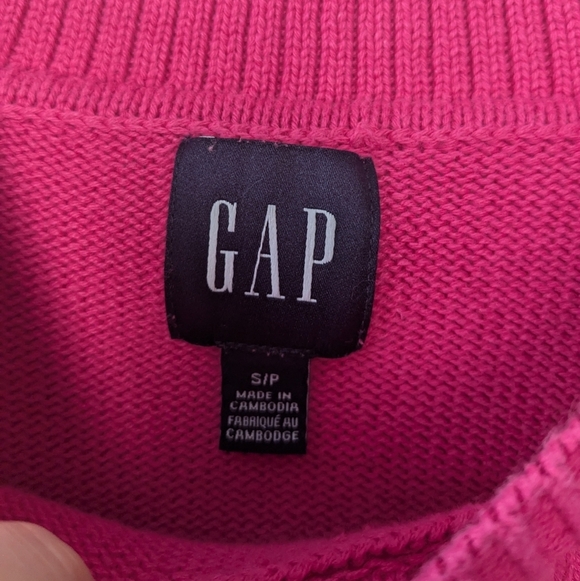 GAP
S/P
MADE IN
CAMBODIA
FABRIQUÉ AU
CAMBODGE